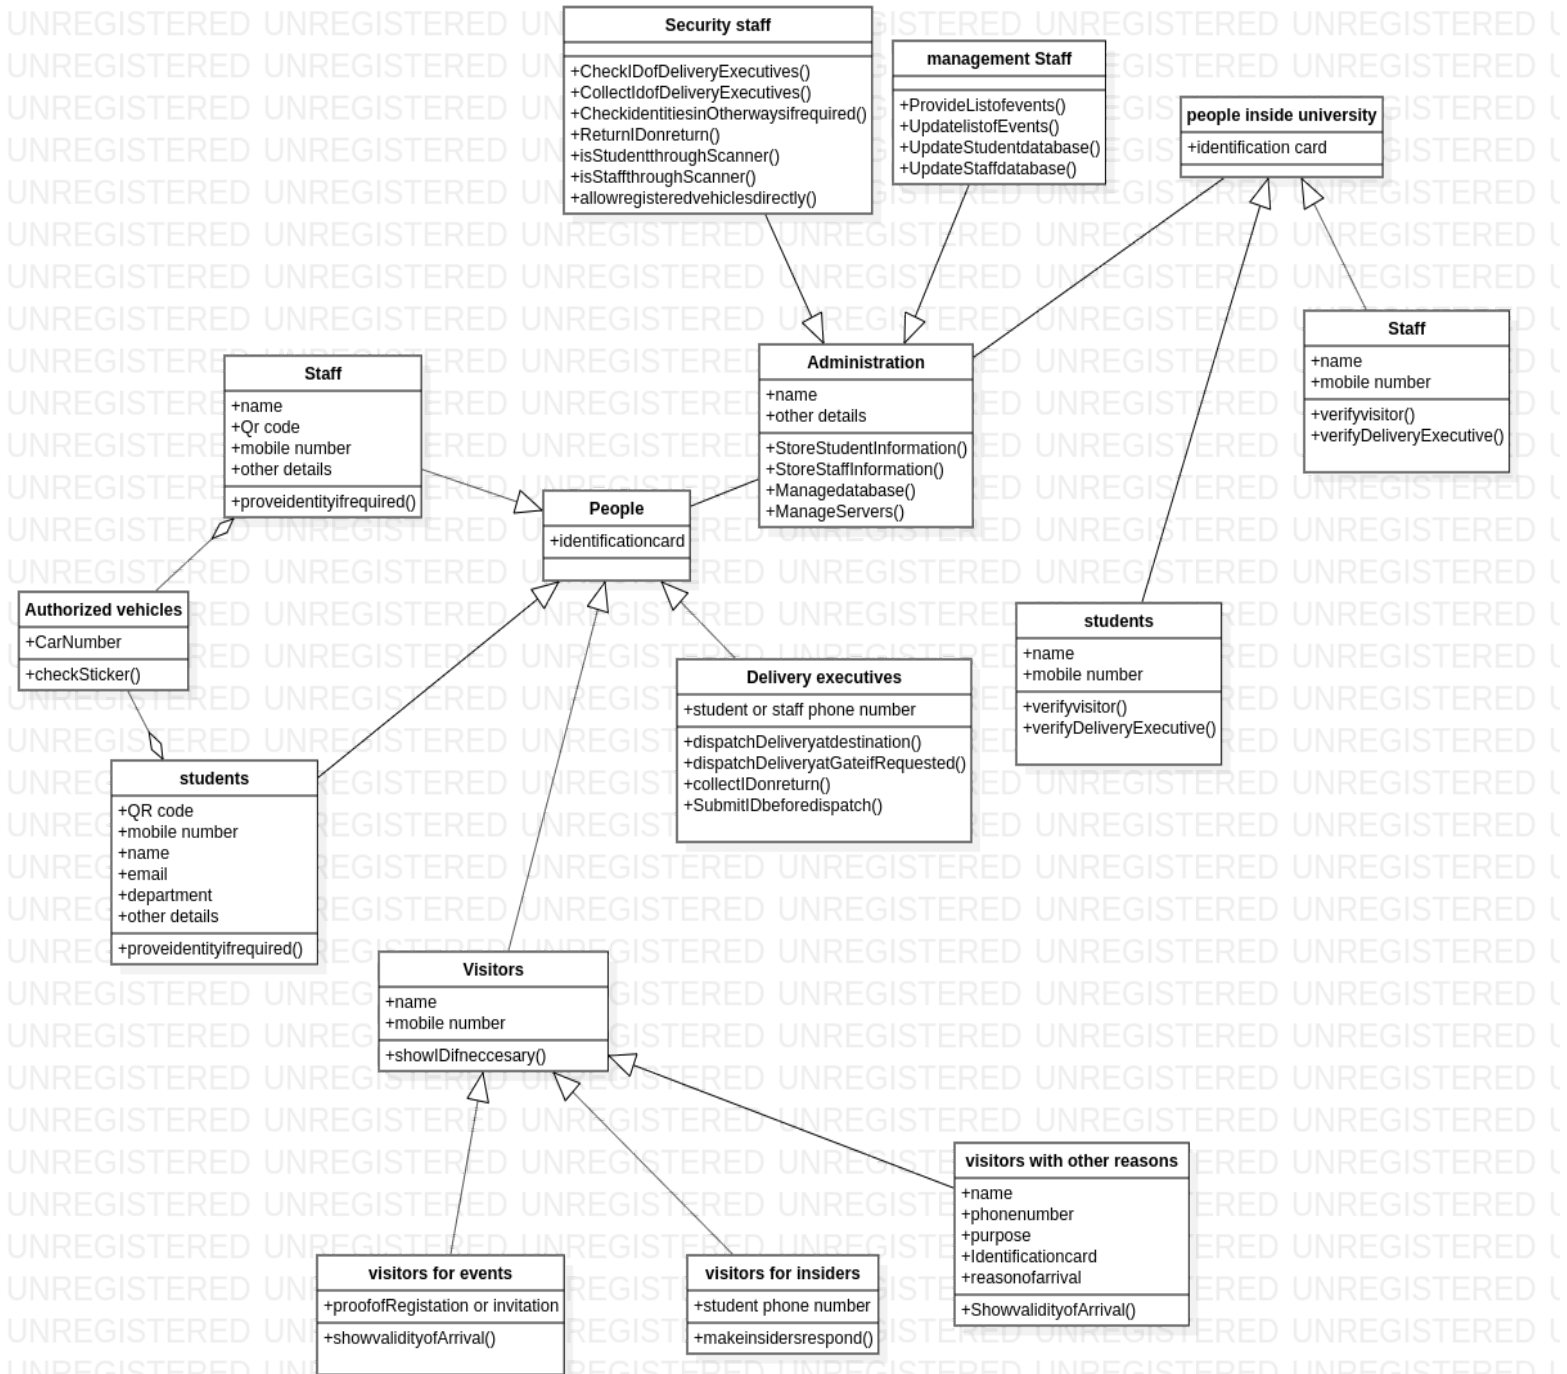 Security staff
+CheckIDofDeliveryExecutives()
+CollectIdofDeliveryExecutives()
+CheckidentitiesinOtherwaysifrequired()
+ReturnIDonreturn()
+isStudentthroughScanner()
+isStaffthroughScanner()
+allowregisteredvehiclesdirectly()
management Staff
+ProvideListofevents()
+UpdatelistofEvents()
+UpdateStudentdatabase()
+UpdateStaffdatabase()
people inside university
+identification card
Staff
+name
+mobile number
+verifyvisitor()
+verifyDeliveryExecutive()
Administration
+name
+other details
+StoreStudentInformation()
+StoreStaffInformation()
+Managedatabase()
+ManageServers()
Staff
+name
+Qr code
+mobile number
+other details
+proveidentityifrequired()
People
+identificationcard
Authorized vehicles
+CarNumber
+checkSticker()
students
+name
+mobile number
+verifyvisitor()
+verifyDeliveryExecutive()
Delivery executives
+student or staff phone number
+dispatchDeliveryatdestination()
+dispatchDeliveryatGateifRequested()
+collectIDonreturn()
+SubmitIDbeforedispatch()
students
+QR code
+mobile number
+name
+email
+department
+other details
+proveidentityifrequired()
Visitors
+name
+mobile number
+showIDifneccesary()
visitors with other reasons
+name
+phonenumber
+purpose
+Identificationcard
+reasonofarrival
+ShowvalidityofArrival()
visitors for events
+proofofRegistation or invitation
+showvalidityofArrival()
visitors for insiders
+student phone number
+makeinsidersrespond()
UNREGISTERED